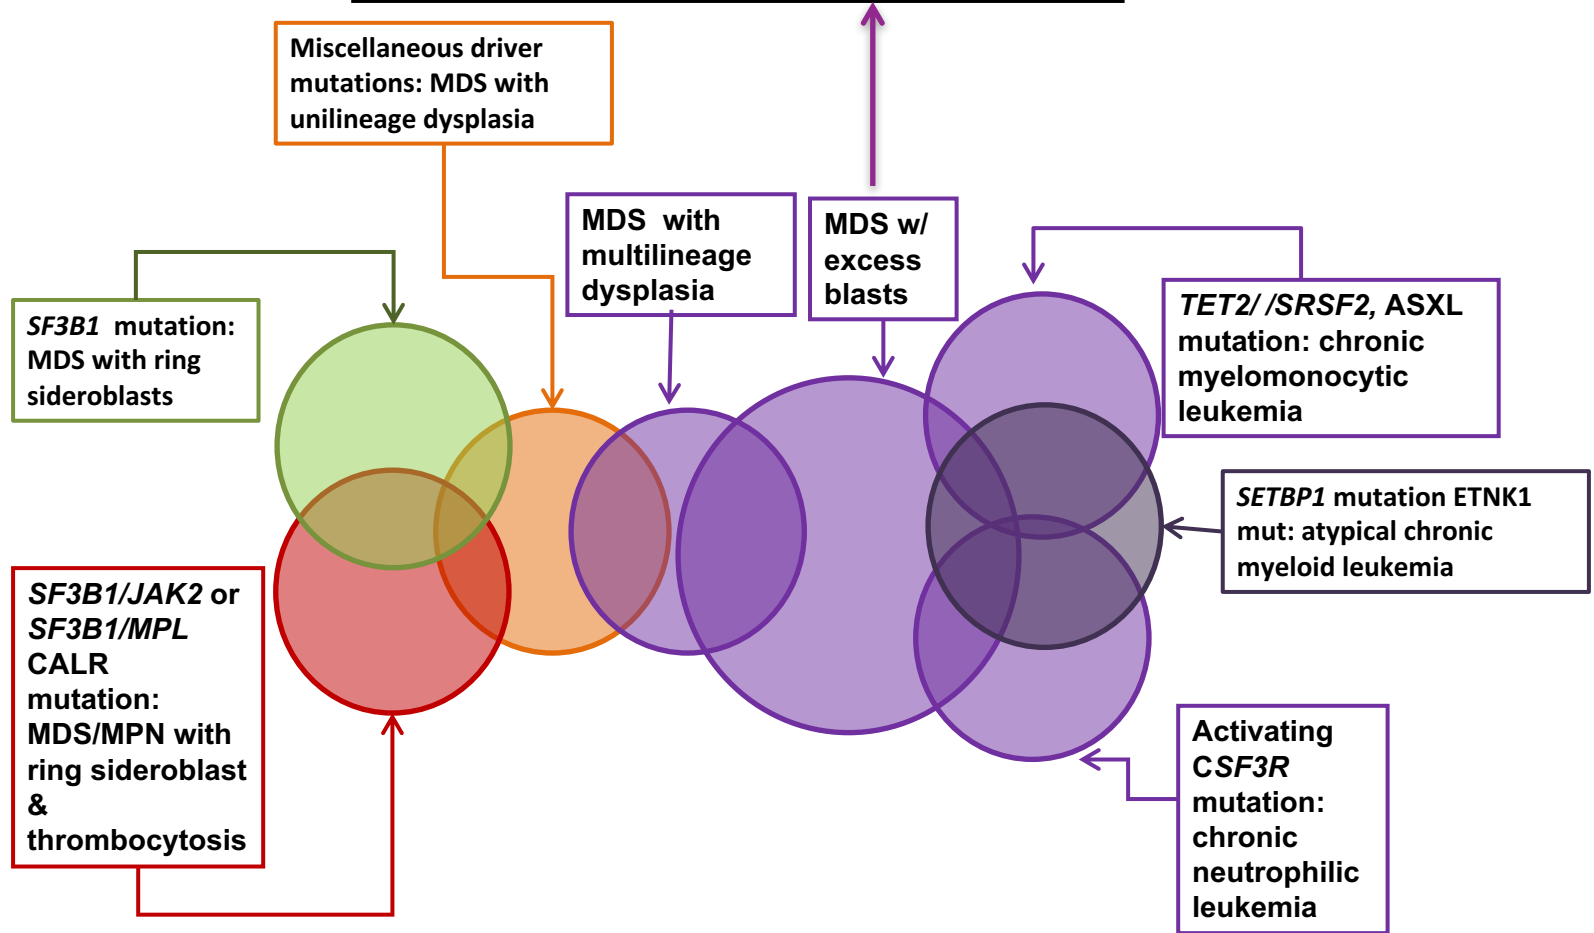 Miscellaneous driver
mutations: MDS with
unilineage dysplasia
MDS with
multilineage
dysplasia
MDS w/
excess
blasts
TET2/ /SRSF2, ASXL
mutation: chronic
myelomonocytic
leukemia
SF3B1 mutation:
MDS with ring
sideroblasts
SETBP1 mutation ETNK1
mut: atypical chronic
myeloid leukemia
SF3B1/JAK2 or
SF3B1/MPL
CALR
mutation:
MDS/MPN with
ring sideroblast
&
thrombocytosis
Activating
CSF3R
mutation:
chronic
neutrophilic
leukemia